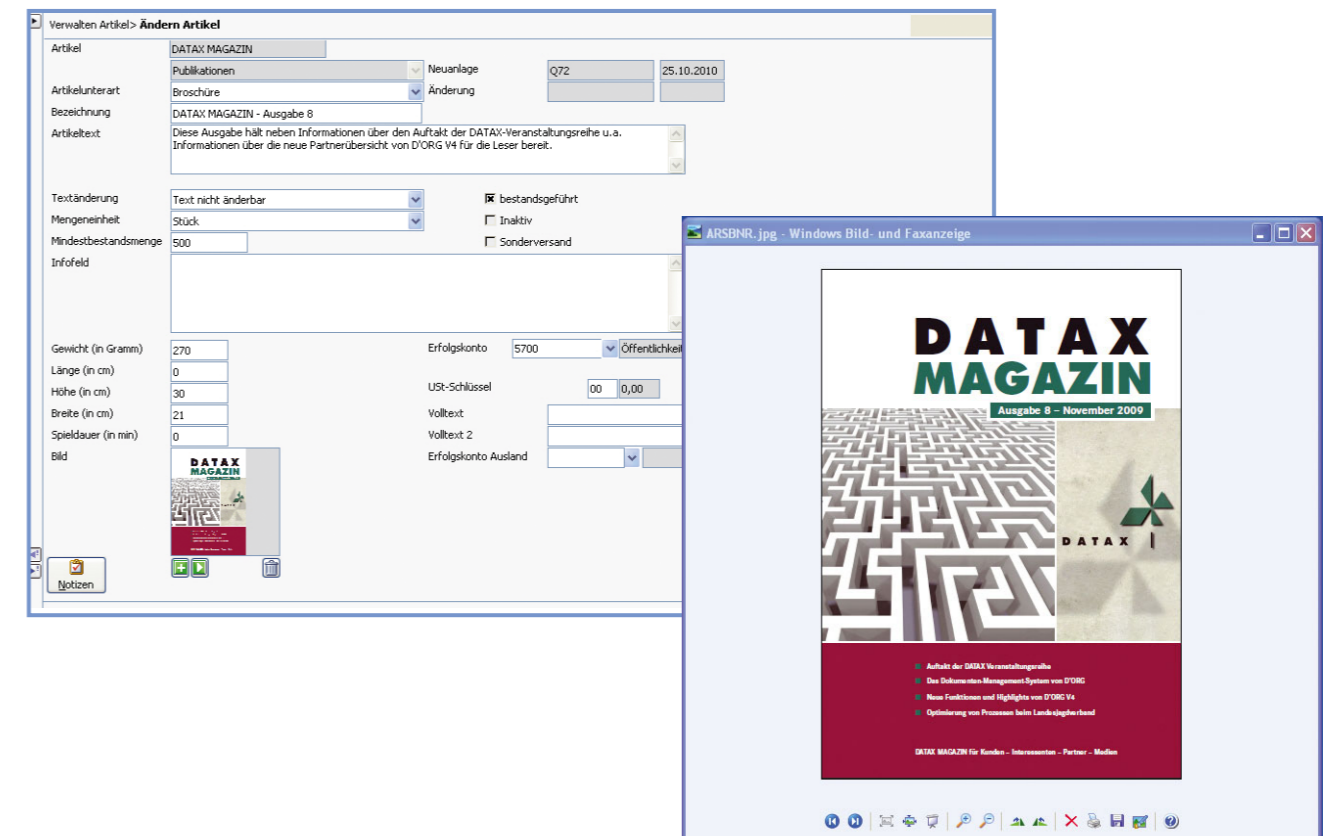 Verwalten Artikel> Ändern Artikel
Artikel DATAX MAGAZIN
Publikationen Neuanlage Q72 25.10.2010
Artikelunterart Broschüre Änderung
Bezeichnung DATAX MAGAZIN - Ausgabe 8
Artikeltext Diese Ausgabe hält neben Informationen über den Auftakt der DATAX-Veranstaltungsreihe u.a.
Informationen über die neue Partnerübersicht von D'ORG V4 für die Leser bereit.
Textänderung Text nicht änderbar bestandsgeführt
Mengeneinheit Stück Inaktiv
Mindestbestandsmenge 500 Sonderversand
Infofeld
Gewicht (in Gramm) 270 Erfolgskonto 5700 Öffentlichkeit
Länge (in cm) 0
Höhe (in cm) 30 USt-Schlüssel 00 0,00
Breite (in cm) 21 Volltext
Spieldauer (in min) 0 Volltext 2
Bild Erfolgskonto Ausland
DATAX
MAGAZIN
Notizen
ARSBNR.jpg - Windows Bild- und Faxanzeige
DATAX
MAGAZIN
Ausgabe 8 – November 2009
DATAX
Auftakt der DATAX Veranstaltungsreihe
Das Dokumenten-Management-System von D'ORG
Neue Funktionen und Highlights von D'ORG V4
Optimierung von Prozessen beim Landesjagdverband
DATAX MAGAZIN für Kunden – Interessenten – Partner – Medien